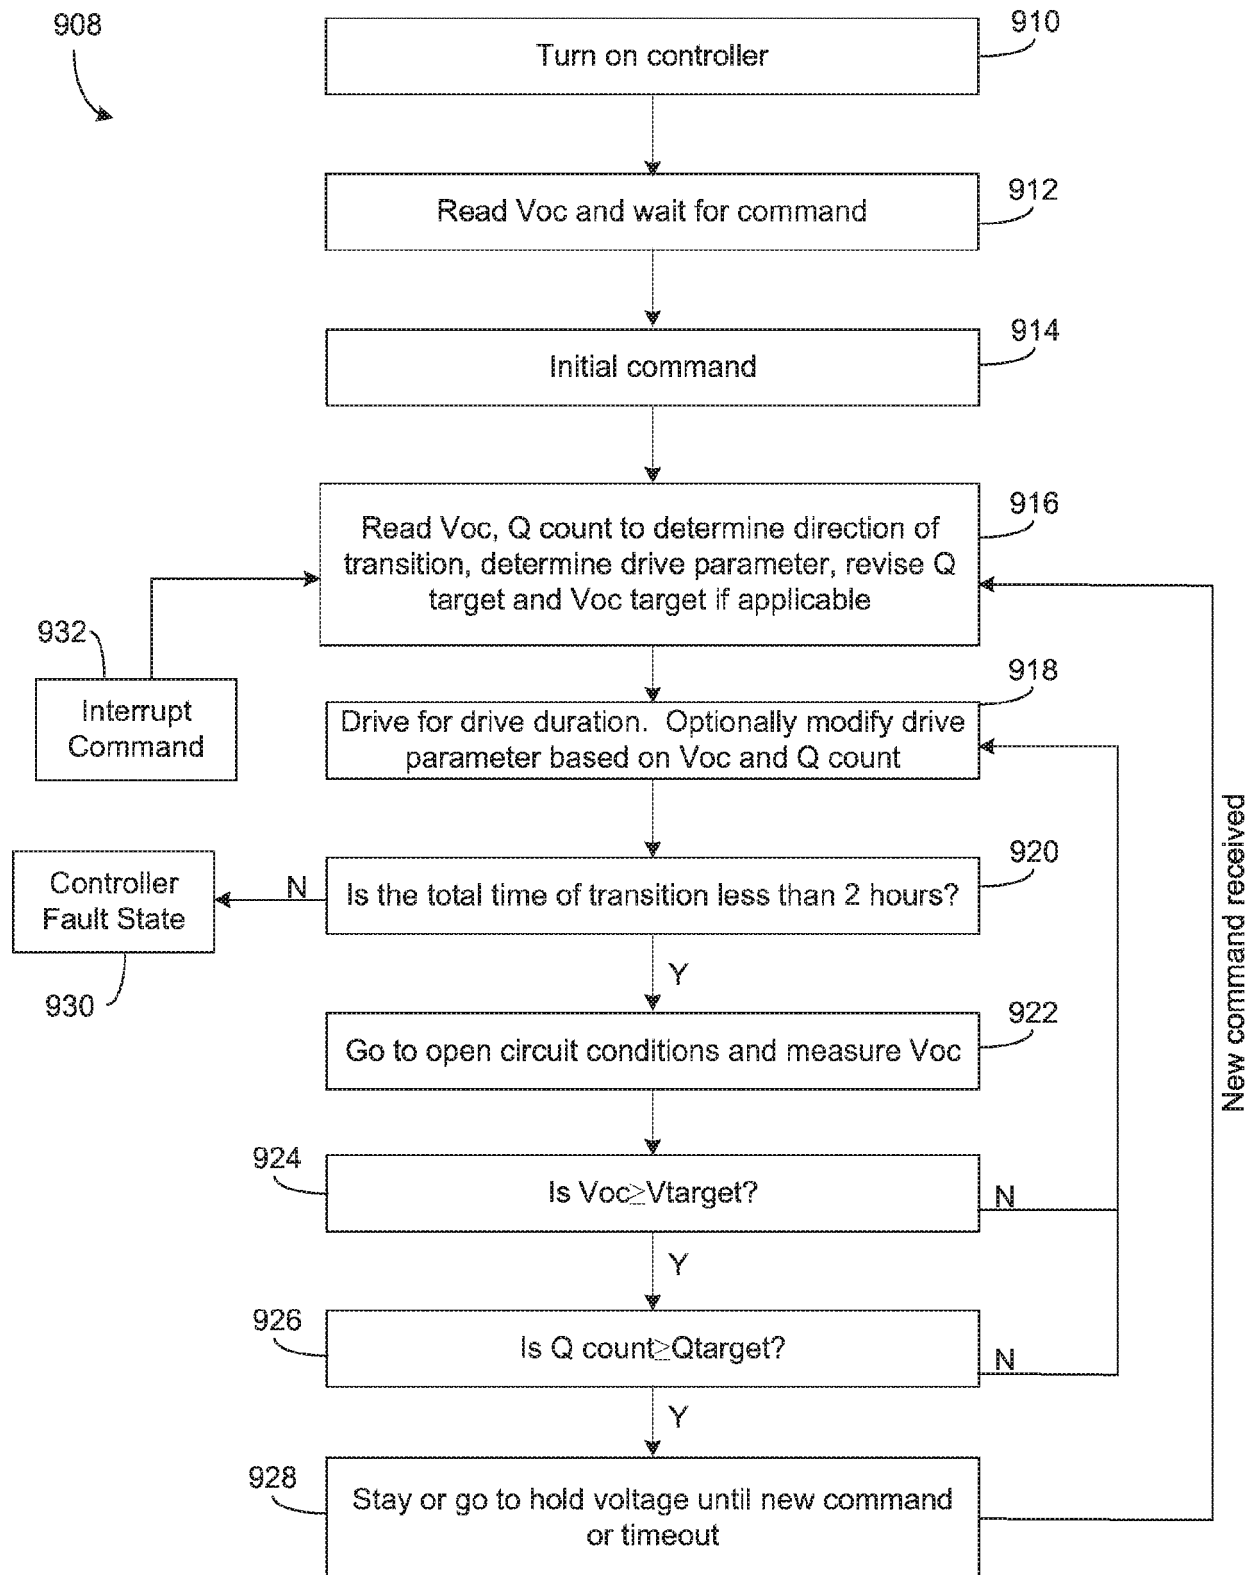 908
910
Turn on controller
912
Read Voc and wait for command
914
Initial command
916
Read Voc, Q count to determine direction of
transition, determine drive parameter, revise Q
target and Voc target if applicable
932
Interrupt
Command
918
Drive for drive duration.  Optionally modify drive
parameter based on Voc and Q count
920
Is the total time of transition less than 2 hours?
N
Controller
Fault State
930
Y
922
Go to open circuit conditions and measure Voc
924
Is Voc≥Vtarget?
N
Y
926
Is Q count≥Qtarget?
N
Y
928
Stay or go to hold voltage until new command
or timeout
New command received